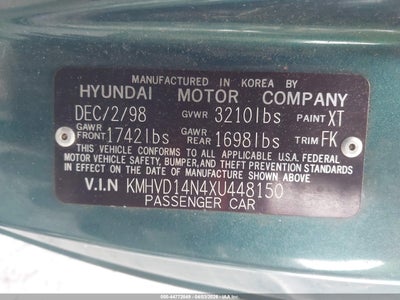 MANUFACTURED IN KOREA BY
HYUNDAI MOTOR COMPANY
DEC/2/98 GVWR 3210lbs PAINT XT
GAWR FRONT 1742lbs GAWR REAR 1698lbs TRIM FK
THIS VEHICLE CONFORMS TO ALL APPLICABLE U.S.A. FEDERAL
MOTOR VEHICLE SAFETY, BUMPER, AND THEFT PREVENTION STANDARDS
IN EFFECT ON THE DATE OF MANUFACTURE SHOWN ABOVE.
V.I.N KMHVD14N4XU448150
PASSENGER CAR